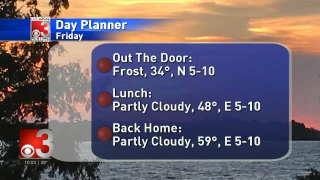 3
Day Planner
Friday
Out The Door:
Frost, 34°, N 5-10
Lunch:
Partly Cloudy, 48°, E 5-10
Back Home:
Partly Cloudy, 59°, E 5-10
3